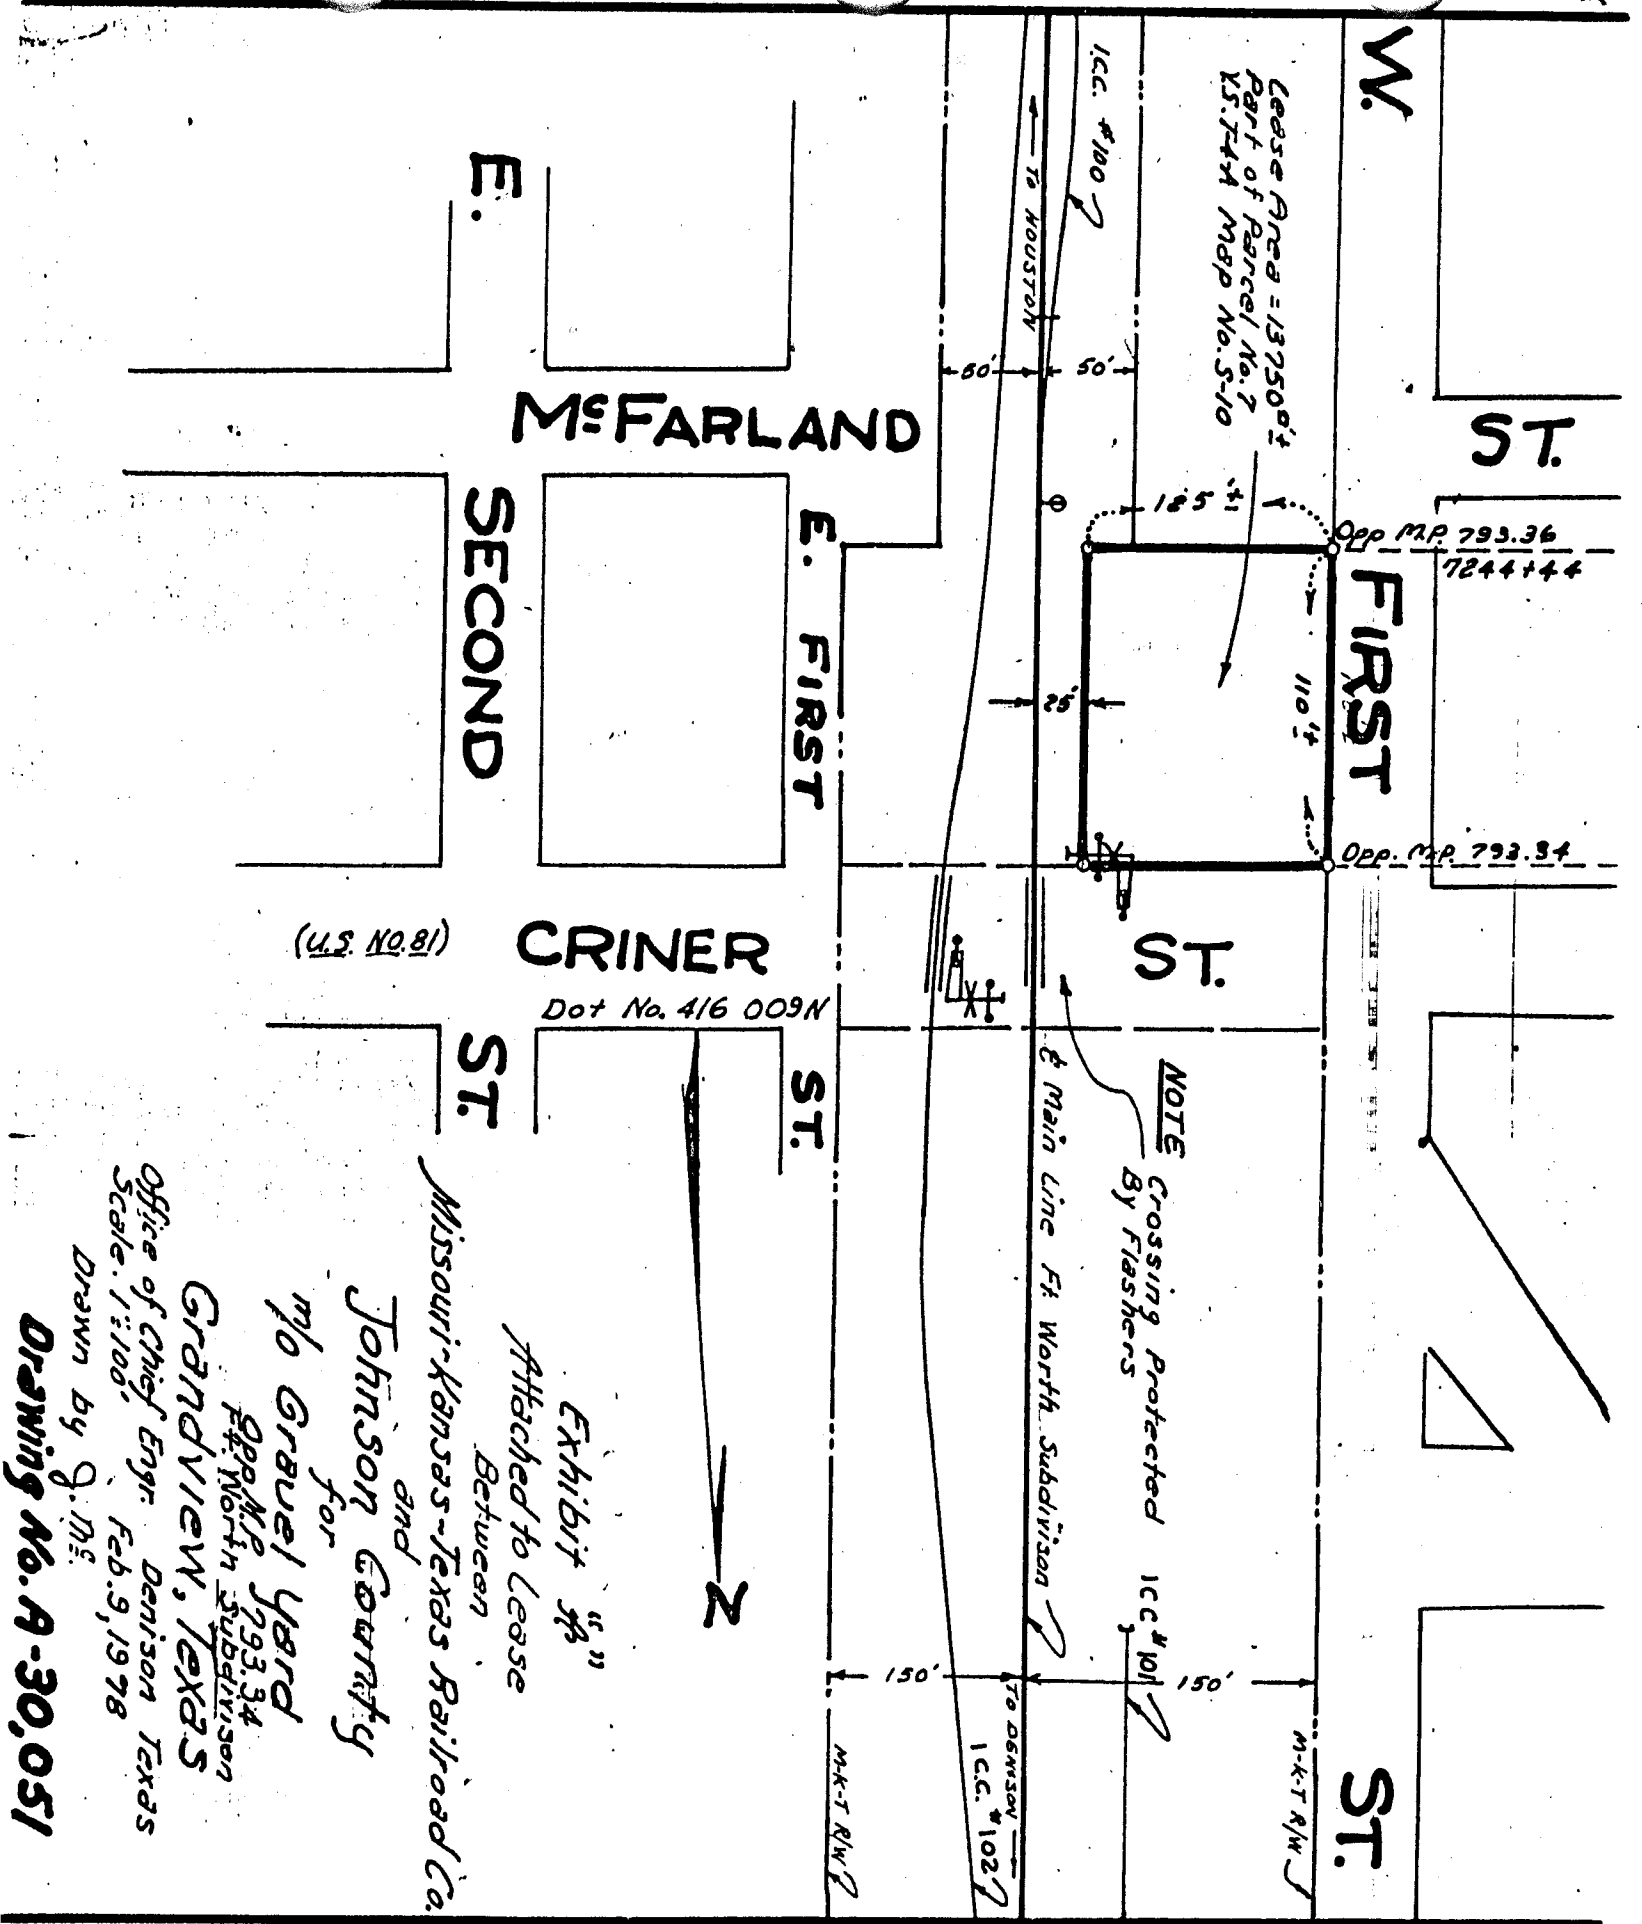 W. FIRST ST.
Lease Area = 13750□'±
Part of Parcel No. 7
V.S.T-4A Map No. S-10
I.C.C. #100
TO HOUSTON
50'
50'
E. SECOND ST.
McFARLAND ST.
E. FIRST ST.
125'±
110'±
25'
Opp M.P. 793.36
7244+44
Opp. M.P. 793.34
(U.S. NO. 81)
CRINER ST.
Dot No. 416 009N
NOTE
Crossing Protected
By Flashers
℄ Main Line Ft. Worth Subdivison
ICC #101
150'
150'
TO DENISON
I.C.C. #102
M-K-T R/W
M-K-T R/W
N
Exhibit "A"
Attached to Lease
Between
Missouri-Kansas-Texas Railroad Co.
and
Johnson County
for
Gravel Yard
Opp. M.P. 793.34
Ft. Worth Subdivison
Grandview, Texas
Office of Chief Engr. Denison Texas
Scale. 1"=100' Feb. 9, 1978
Drawn by J. Mc.
Drawing No. A-30,051